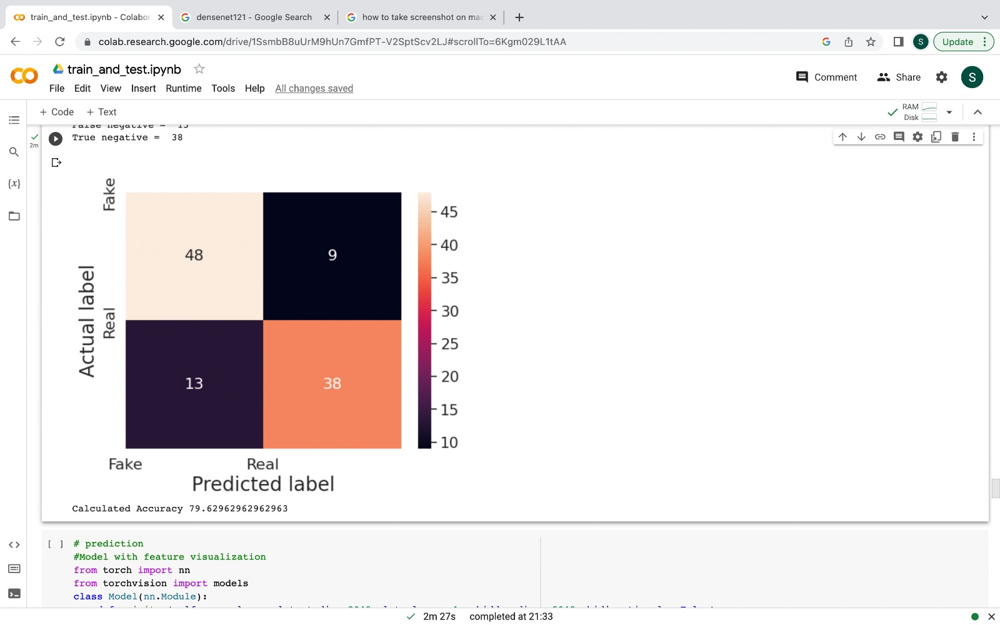 train_and_test.ipynb - Colabor
densenet121 - Google Search
how to take screenshot on mac
colab.research.google.com/drive/1SsmbB8uUrM9hUn7GmfPT-V2SptScv2LJ#scrollTo=6Kgm029L1tAA
S
Update
train_and_test.ipynb
File Edit View Insert Runtime Tools Help All changes saved
Comment
Share
S
+ Code + Text
RAM
Disk
2m
False negative = 13
True negative = 38
{x}
Fake
Real
Actual label
48
9
13
38
45
40
35
30
25
20
15
10
Fake
Real
Predicted label
Calculated Accuracy 79.62962962962963
[ ] # prediction
#Model with feature visualization
from torch import nn
from torchvision import models
class Model(nn.Module):
2m 27s completed at 21:33